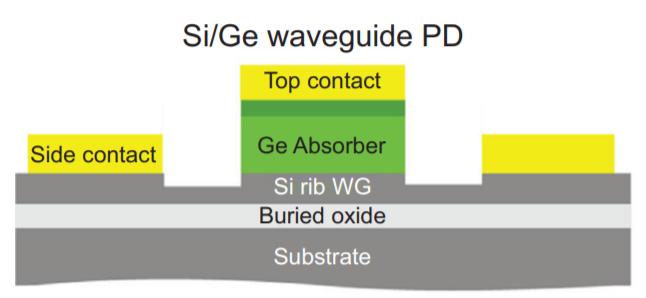 Si/Ge waveguide PD
Top contact
Side contact
Ge Absorber
Si rib WG
Buried oxide
Substrate